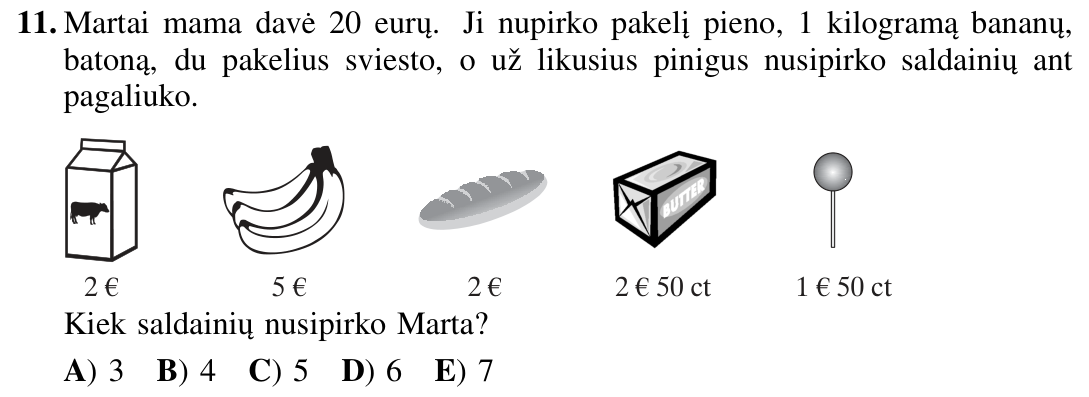 11. Martai mama davė 20 eurų. Ji nupirko pakelį pieno, 1 kilogramą bananų,
batoną, du pakelius sviesto, o už likusius pinigus nusipirko saldainių ant
pagaliuko.
BUTTER
2 € 5 € 2 € 2 € 50 ct 1 € 50 ct
Kiek saldainių nusipirko Marta?
A) 3 B) 4 C) 5 D) 6 E) 7